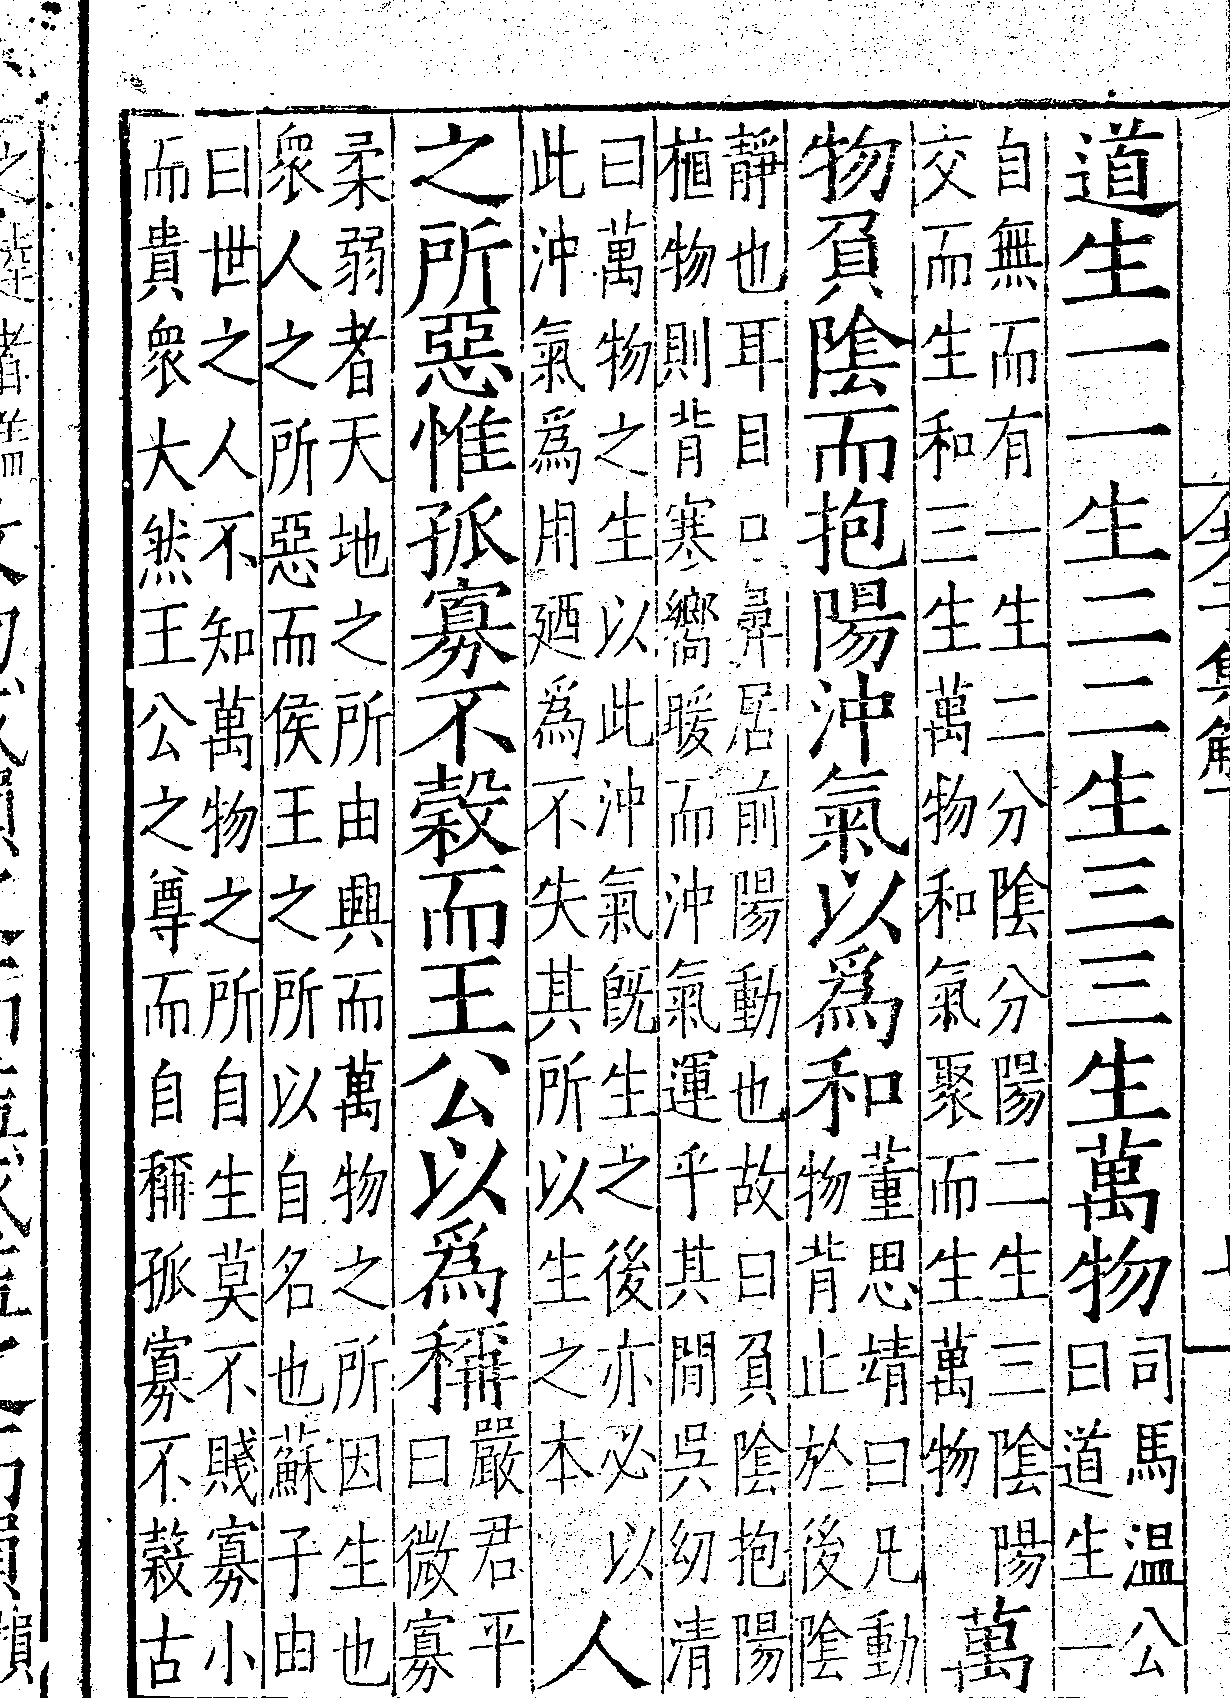 道生一一生二二生三三生萬物司馬温公
曰道生一
自無而有一生二分陰分陽二生三陰陽
交而生和三生萬物和氣聚而生萬物
萬
物負陰而抱陽沖氣以爲和董思靖曰凡動
物背止於後陰
靜也耳目口鼻居前陽動也故曰負陰抱陽
植物則背寒嚮暖而沖氣運乎其間吳幼清
曰萬物之生以此沖氣旣生之後亦必以
此沖氣爲用廼爲不失其所以生之本
人
之所惡惟孤寡不穀而王公以爲稱嚴君平
曰微寡
柔弱者天地之所由興而萬物之所因生也
衆人之所惡而侯王之所以自名也蘇子由
曰世之人不知萬物之所自生莫不賤寡小
而貴衆大然王公之尊而自稱孤寡不穀古